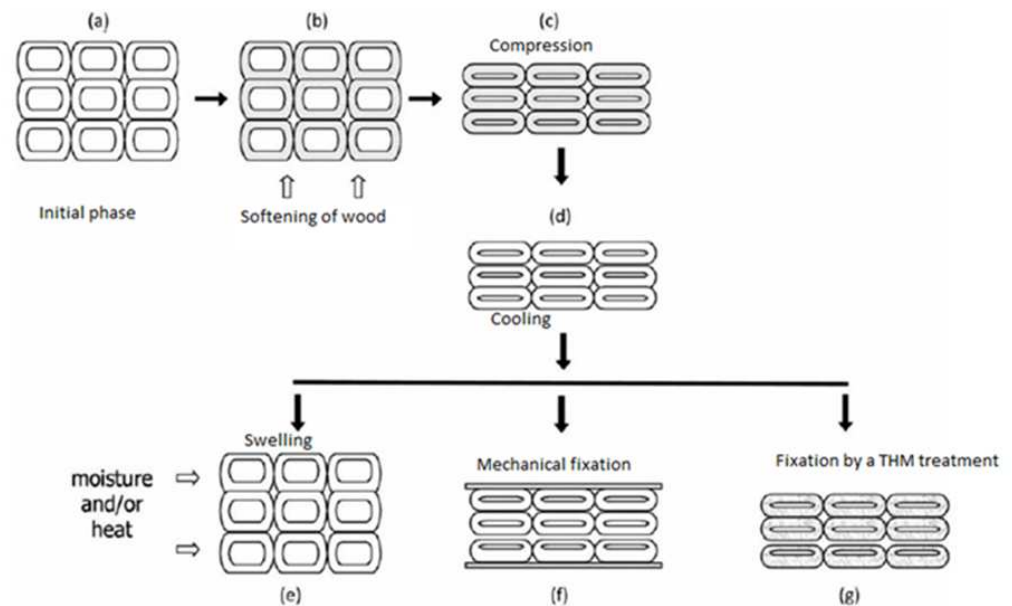 (a)
(b)
(c)
Compression
Initial phase
Softening of wood
(d)
Cooling
Swelling
moisture
and/or
heat
Mechanical fixation
Fixation by a THM treatment
(e)
(f)
(g)